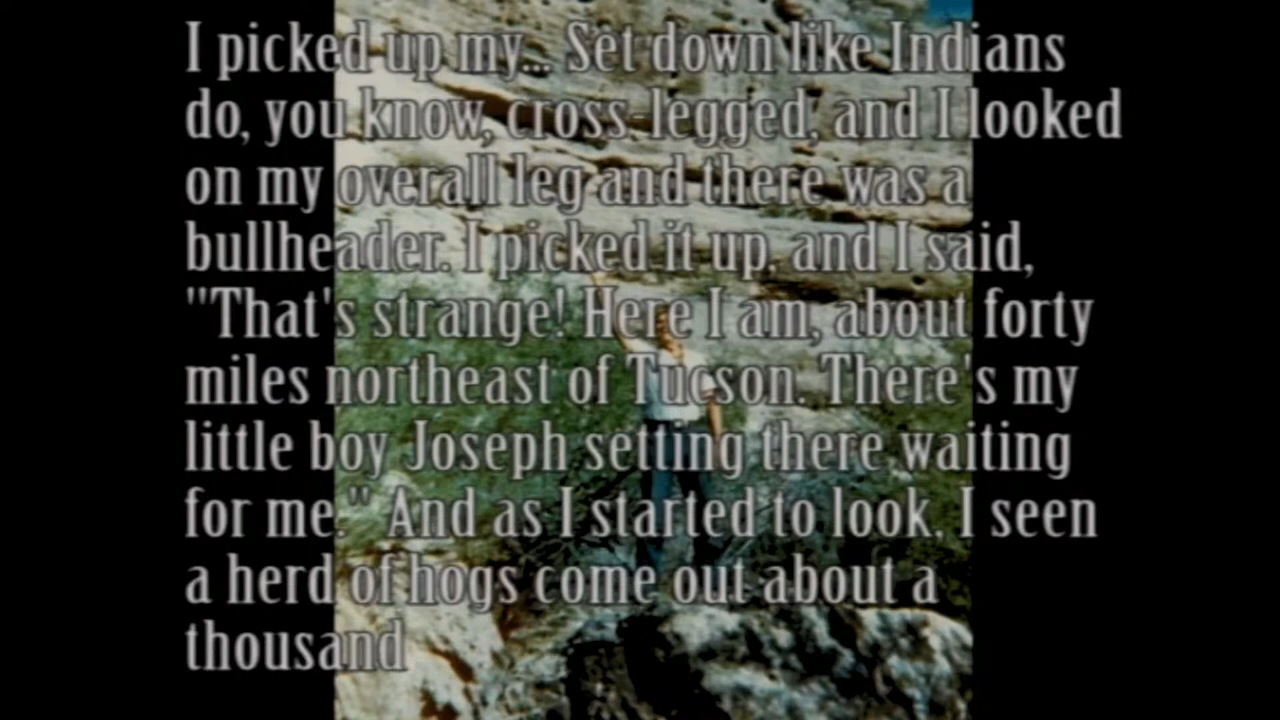 I picked up my... Set down like Indians
do, you know, cross-legged, and I looked
on my overall leg and there was a
bullheader. I picked it up, and I said,
"That's strange! Here I am, about forty
miles northeast of Tucson. There's my
little boy Joseph setting there waiting
for me." And as I started to look, I seen
a herd of hogs come out about a
thousand